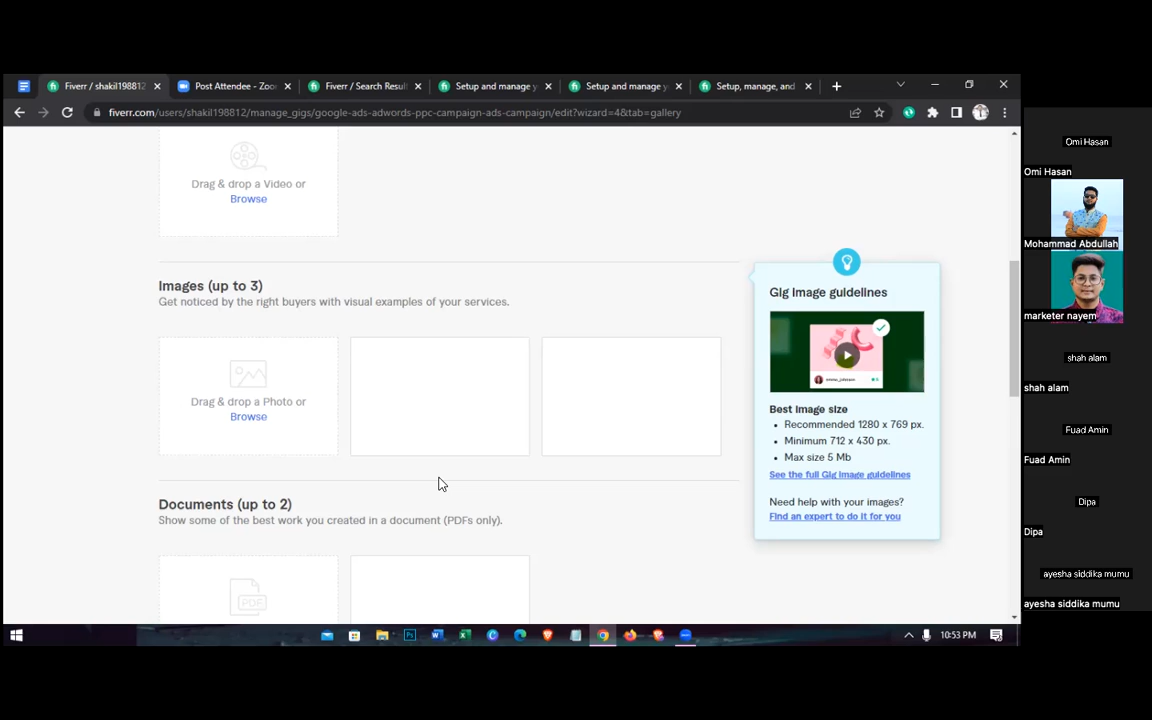 Fiverr / shakil198812
Post Attendee - Zoo
Fiverr / Search Resul
Setup and manage y
Setup and manage yo
Setup, manage, and
fiverr.com/users/shakil198812/manage_gigs/google-ads-adwords-ppc-campaign-ads-campaign/edit?wizard=4&tab=gallery
Drag & drop a Video or
Browse
Images (up to 3)
Get noticed by the right buyers with visual examples of your services.
Drag & drop a Photo or
Browse
Documents (up to 2)
Show some of the best work you created in a document (PDFs only).
PDF
Gig image guidelines
Best image size
• Recommended 1280 x 769 px.
• Minimum 712 x 430 px.
• Max size 5 Mb
See the full Gig image guidelines
Need help with your images?
Find an expert to do it for you
10:53 PM
Omi Hasan
Omi Hasan
Mohammad Abdullah
marketer nayem
shah alam
shah alam
Fuad Amin
Fuad Amin
Dipa
Dipa
ayesha siddika mumu
ayesha siddika mumu